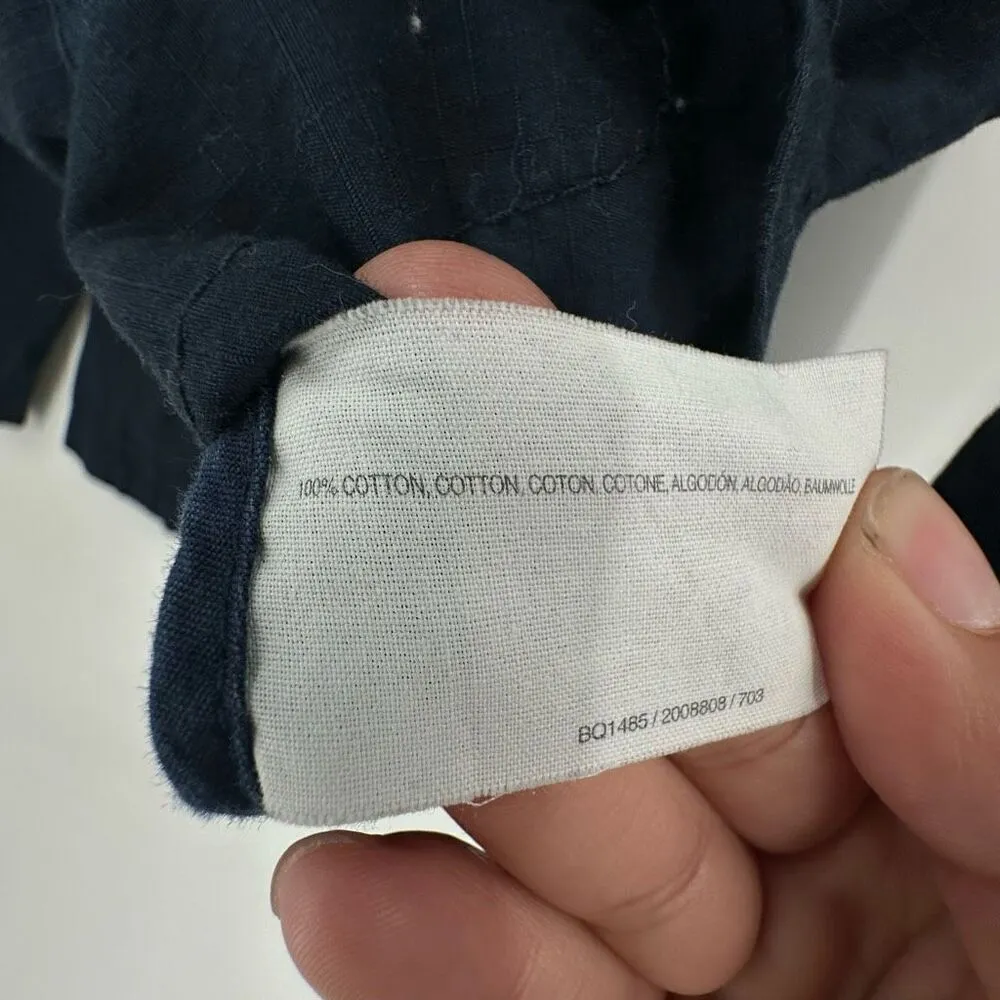 100% COTTON, COTTON, COTON, COTONE, ALGODÓN, ALGODÃO, BAUMWOLLE
BQ1485 / 2008808 / 703